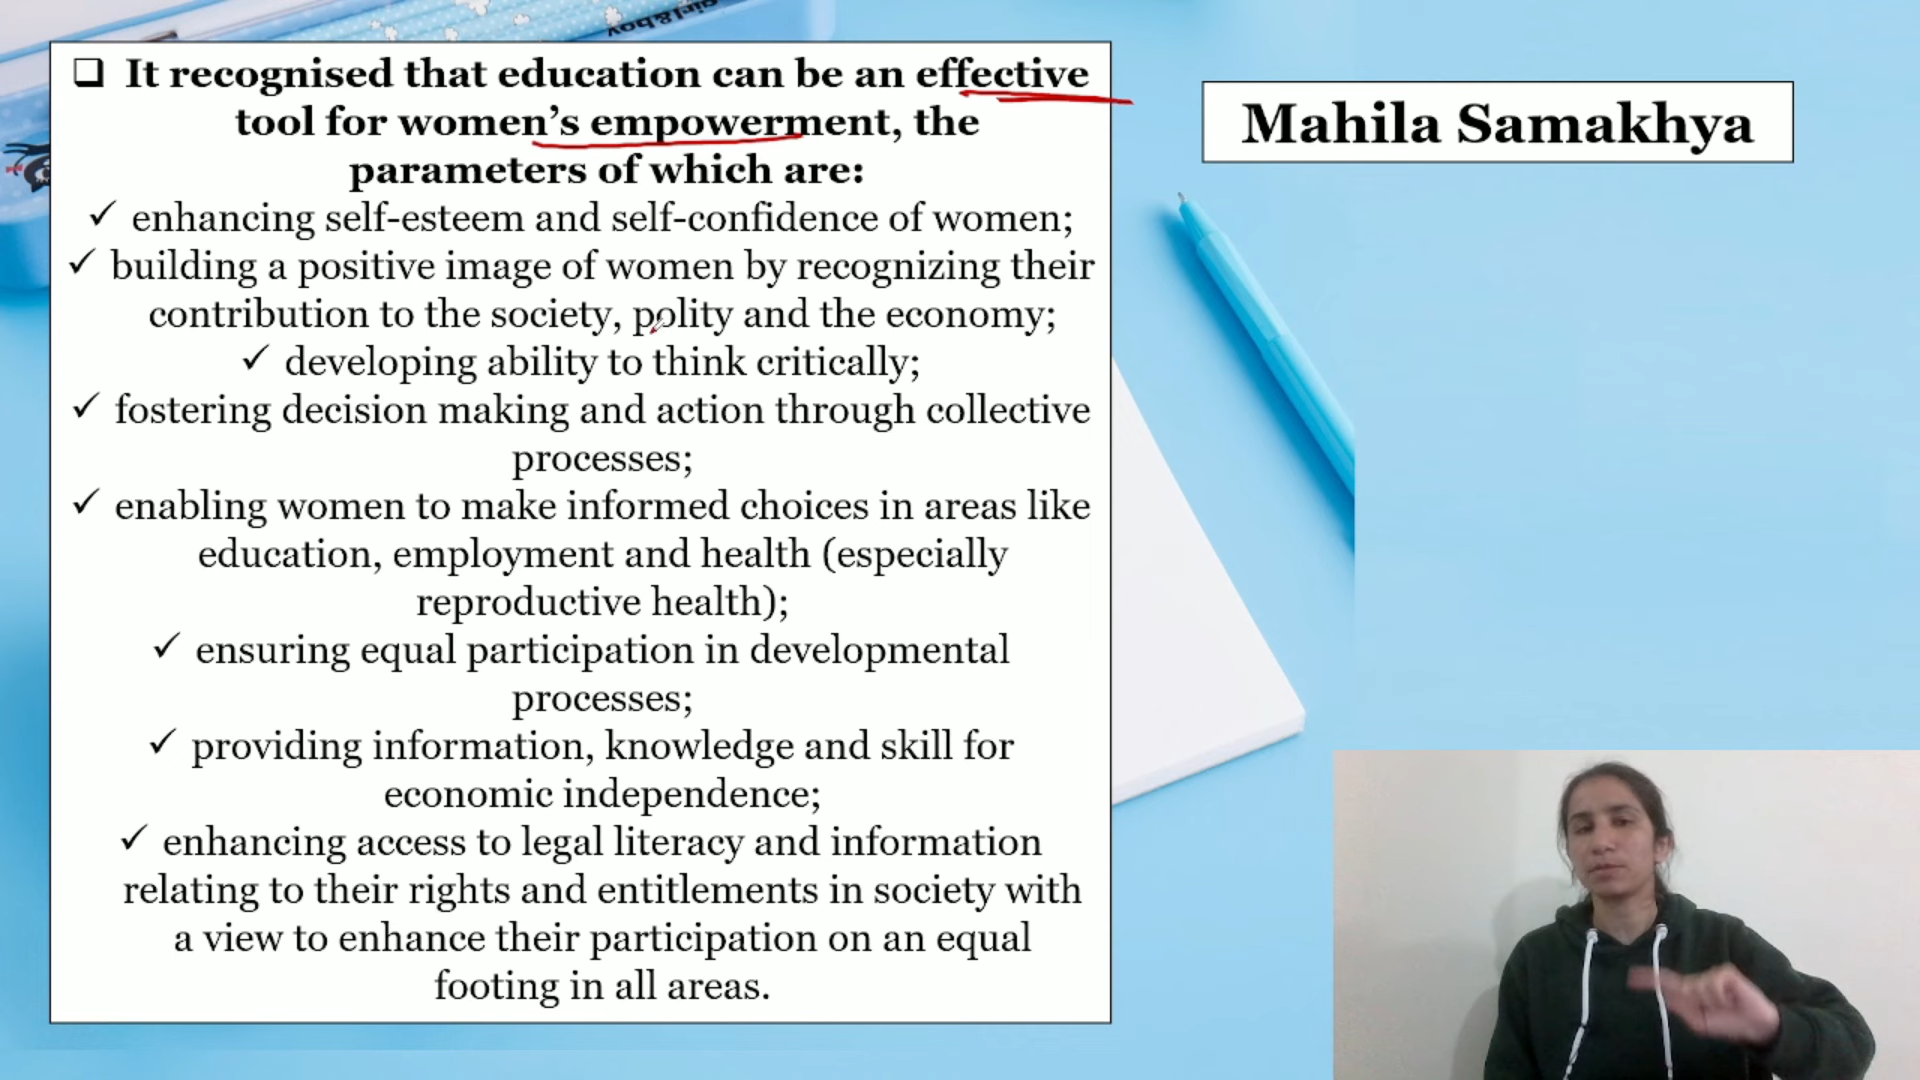 girl&boy
❑ It recognised that education can be an effective
tool for women’s empowerment, the
parameters of which are:
✓ enhancing self-esteem and self-confidence of women;
✓ building a positive image of women by recognizing their
contribution to the society, polity and the economy;
✓ developing ability to think critically;
✓ fostering decision making and action through collective
processes;
✓ enabling women to make informed choices in areas like
education, employment and health (especially
reproductive health);
✓ ensuring equal participation in developmental
processes;
✓ providing information, knowledge and skill for
economic independence;
✓ enhancing access to legal literacy and information
relating to their rights and entitlements in society with
a view to enhance their participation on an equal
footing in all areas.
Mahila Samakhya